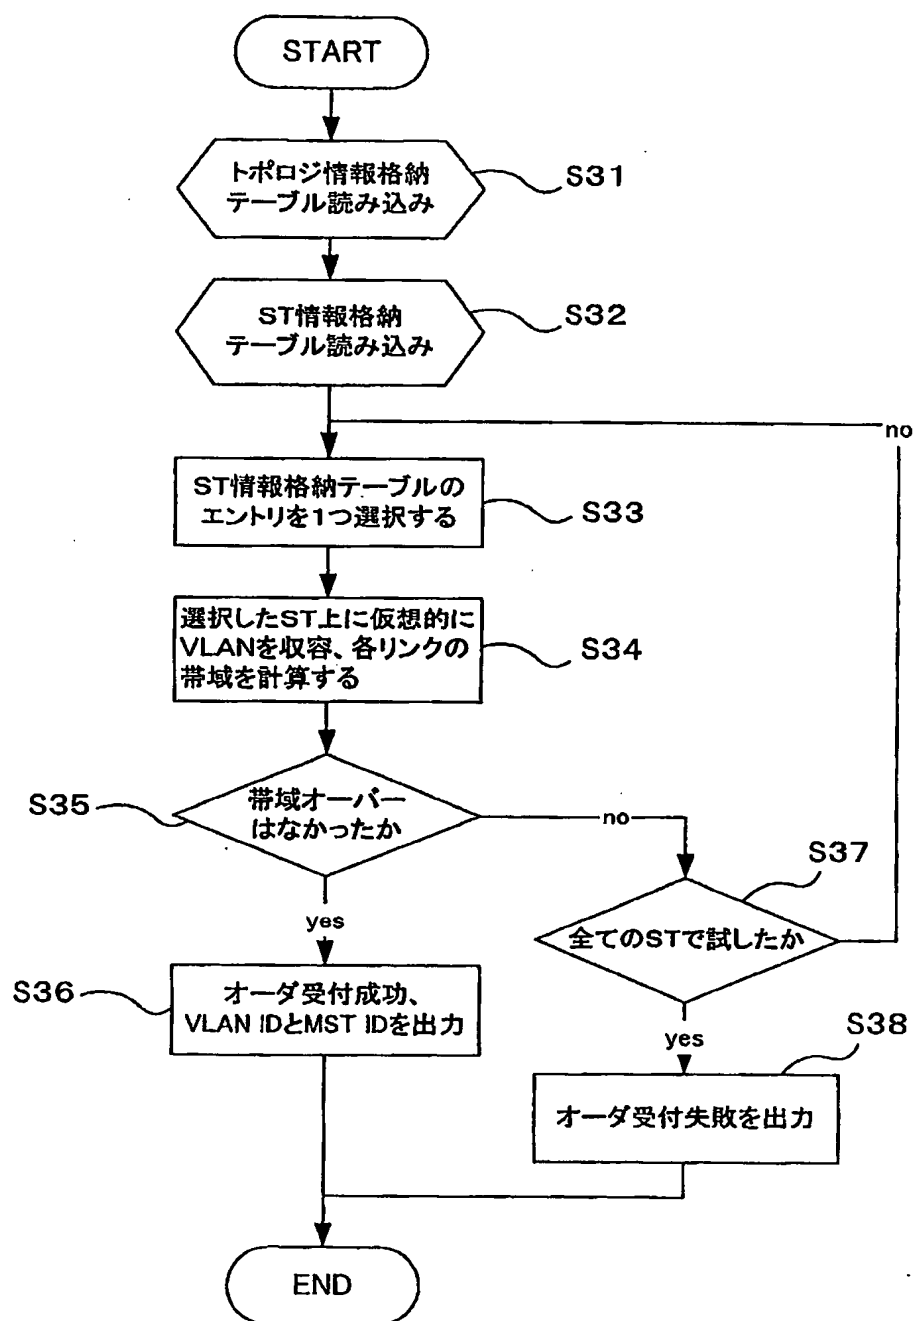 START
トポロジ情報格納
テーブル読み込み
S31
ST情報格納
テーブル読み込み
S32
no
ST情報格納テーブルの
エントリを1つ選択する
S33
選択したST上に仮想的に
VLANを収容、各リンクの
帯域を計算する
S34
S35
帯域オーバー
はなかったか
no
S37
yes
全てのSTで試したか
S36
オーダ受付成功、
VLAN IDとMST IDを出力
yes
S38
オーダ受付失敗を出力
END